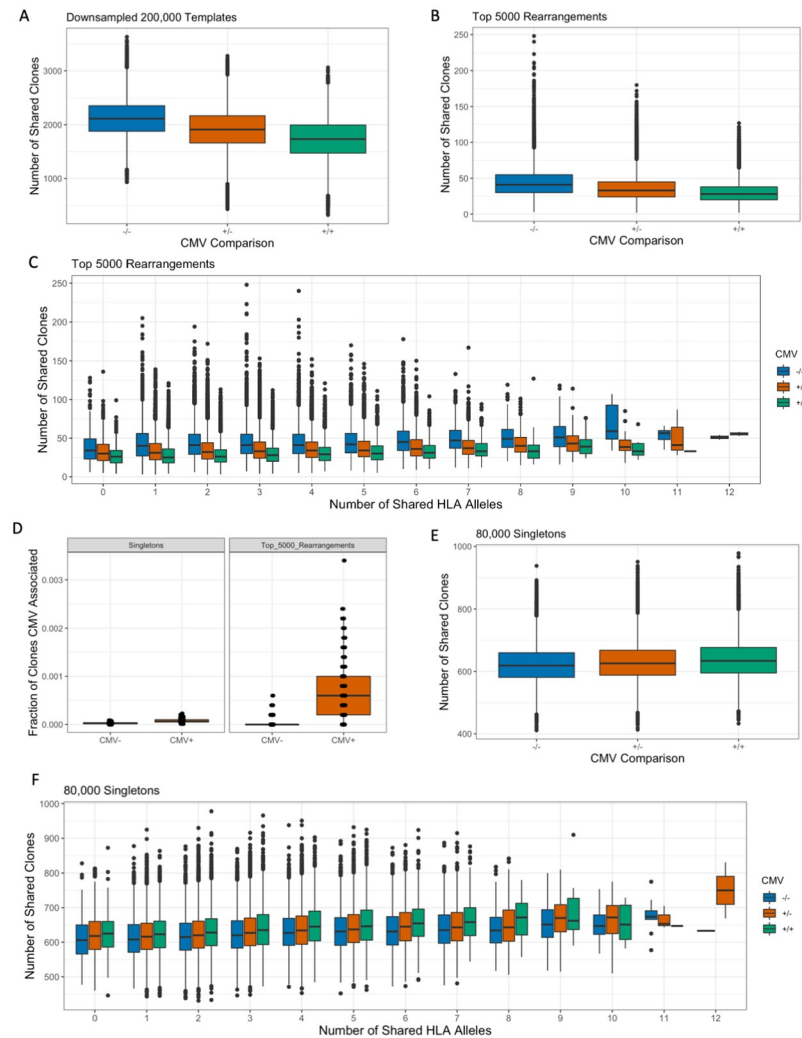 A
Downsampled 200,000 Templates
Number of Shared Clones
3000
2000
1000
-/-
+/-
+/+
CMV Comparison
B
Top 5000 Rearrangements
Number of Shared Clones
250
200
150
100
50
0
-/-
+/-
+/+
CMV Comparison
C
Top 5000 Rearrangements
Number of Shared Clones
250
200
150
100
50
0
0 1 2 3 4 5 6 7 8 9 10 11 12
Number of Shared HLA Alleles
CMV
-/-
+/
+/
D
Singletons
Top_5000_Rearrangements
Fraction of Clones CMV Associated
0.003
0.002
0.001
0.000
CMV- CMV+ CMV- CMV+
E
80,000 Singletons
Number of Shared Clones
1000
800
600
400
-/-
+/-
+/+
CMV Comparison
F
80,000 Singletons
Number of Shared Clones
1000
900
800
700
600
500
0 1 2 3 4 5 6 7 8 9 10 11 12
Number of Shared HLA Alleles
CMV
-/-
+/-
+/+